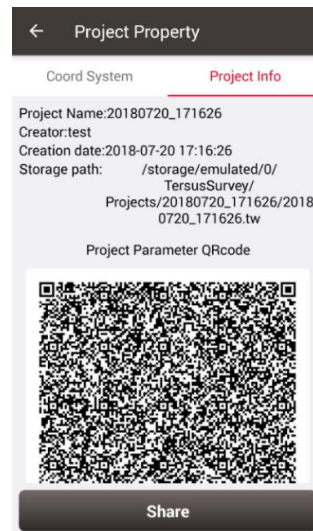 Project Property
Coord System Project Info
Project Name:20180720_171626
Creator:test
Creation date:2018-07-20 17:16:26
Storage path: /storage/emulated/0/
TersusSurvey/
Projects/20180720_171626/2018
0720_171626.tw
Project Parameter QRcode
Share